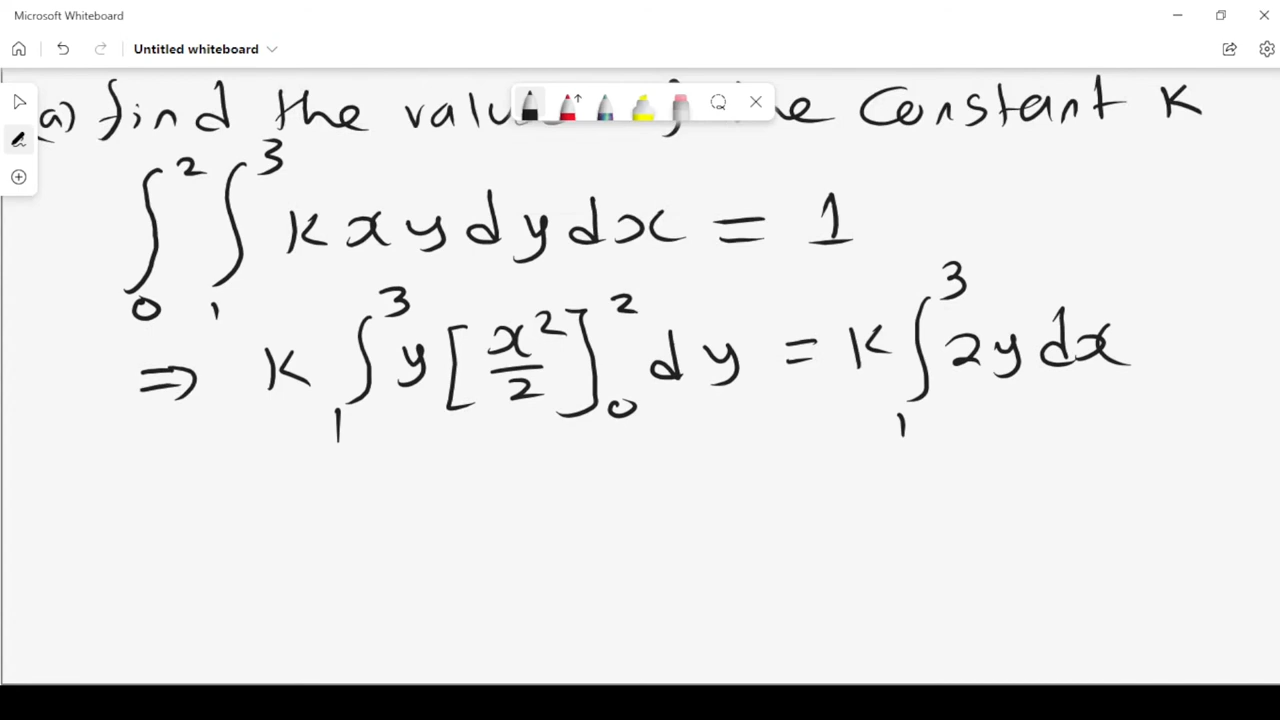 Microsoft Whiteboard
Untitled whiteboard
a) find the value the constant K
∫₀² ∫₁³ Kxy dy dx = 1
⇒ K ∫₁³ y [x²/2]₀² dy = K ∫₁³ 2y dx